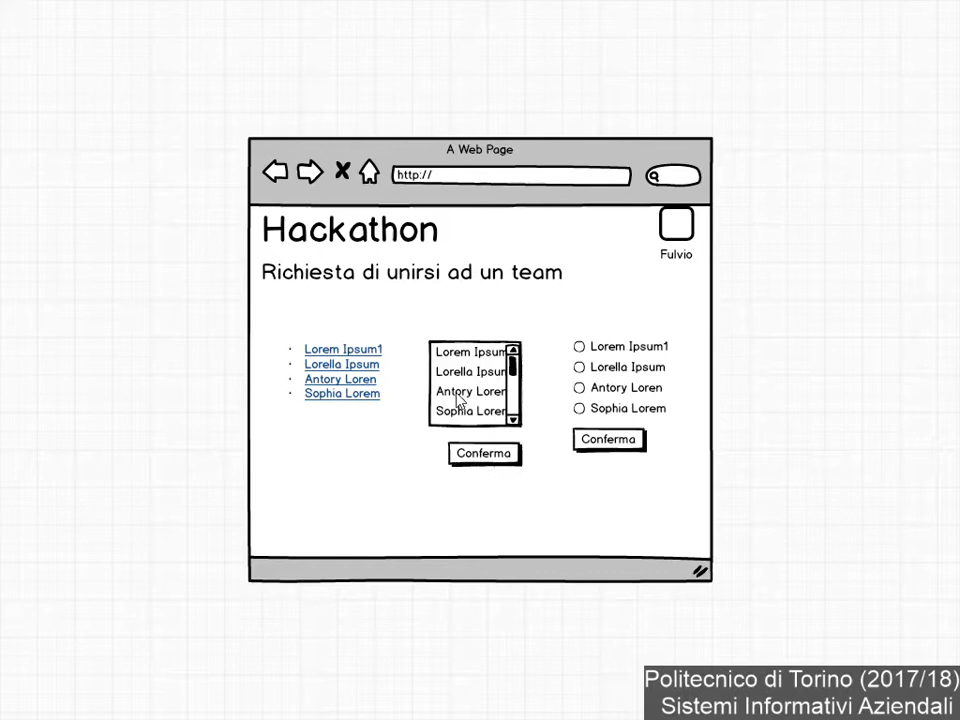 A Web Page
http://
Hackathon
Fulvio
Richiesta di unirsi ad un team
Lorem Ipsum1
Lorella Ipsum
Antory Loren
Sophia Lorem
Lorem Ipsum
Lorella Ipsum
Antory Loren
Sophia Loren
Conferma
Lorem Ipsum1
Lorella Ipsum
Antory Loren
Sophia Lorem
Conferma
Politecnico di Torino (2017/18)
Sistemi Informativi Aziendali